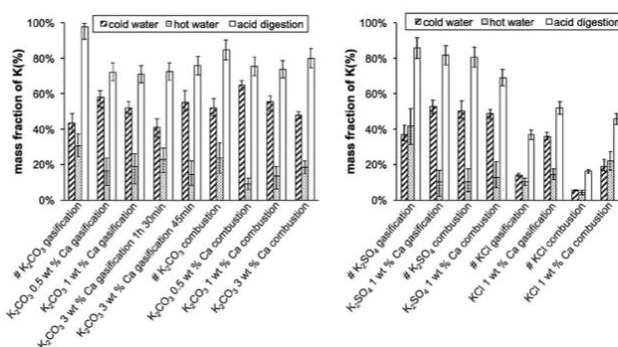 cold water hot water acid digestion
mass fraction of K(%)
100%
80%
60%
40%
20%
0%
# K₂CO₃ gasification
K₂CO₃ 0.5 wt % Ca gasification
K₂CO₃ 1 wt % Ca gasification
K₂CO₃ 3 wt % Ca gasification 1h 30min
K₂CO₃ 3 wt % Ca gasification 45min
# K₂CO₃ combustion
K₂CO₃ 0.5 wt % Ca combustion
K₂CO₃ 1 wt % Ca combustion
K₂CO₃ 3 wt % Ca combustion
cold water hot water acid digestion
mass fraction of K(%)
100%
80%
60%
40%
20%
0%
# K₂SO₄ gasification
K₂SO₄ 1 wt % Ca gasification
# K₂SO₄ combustion
K₂SO₄ 1 wt % Ca combustion
# KCl gasification
KCl 1 wt % Ca gasification
# KCl combustion
KCl 1 wt % Ca combustion